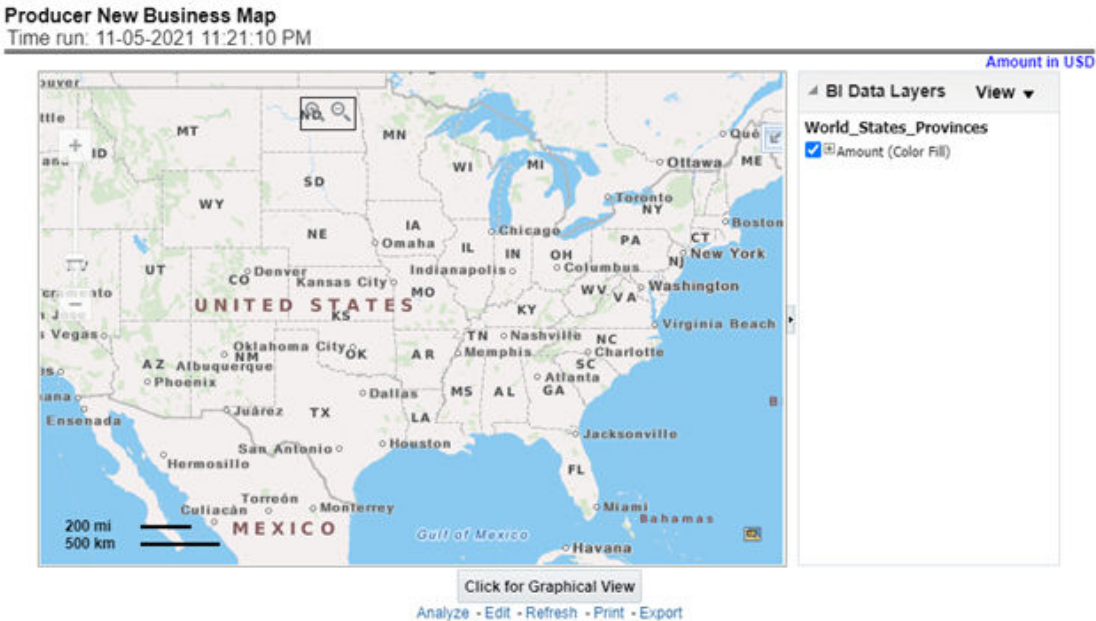 Producer New Business Map
Time run: 11-05-2021 11:21:10 PM
Amount in USD
BI Data Layers View
World_States_Provinces
Amount (Color Fill)
ouver
ttle
MT
ND
MN
Qué
ME
ID
WI
MI
Ottawa
SD
WY
Toronto
NY
IA
NE
Omaha
Chicago
Boston
IL
IN
OH
PA
CT
New York
NJ
UT
CO
Denver
Kansas City
Indianapolis
Columbus
MO
WV
VA
Washington
cramento
UNITED STATES
KS
KY
n Jose
Virginia Beach
s Vegas
TN
Nashville
NC
Oklahoma City
OK
NM
AR
Memphis
Charlotte
AZ
Albuquerque
SC
Phoenix
Atlanta
Dallas
MS
AL
GA
ana
Juárez
TX
LA
B
Ensenada
San Antonio
Houston
Jacksonville
Hermosillo
FL
Torreón
Culiacán
Monterrey
Miami
Bahamas
200 mi
MEXICO
Gulf of Mexico
500 km
Havana
Click for Graphical View
Analyze - Edit - Refresh - Print - Export